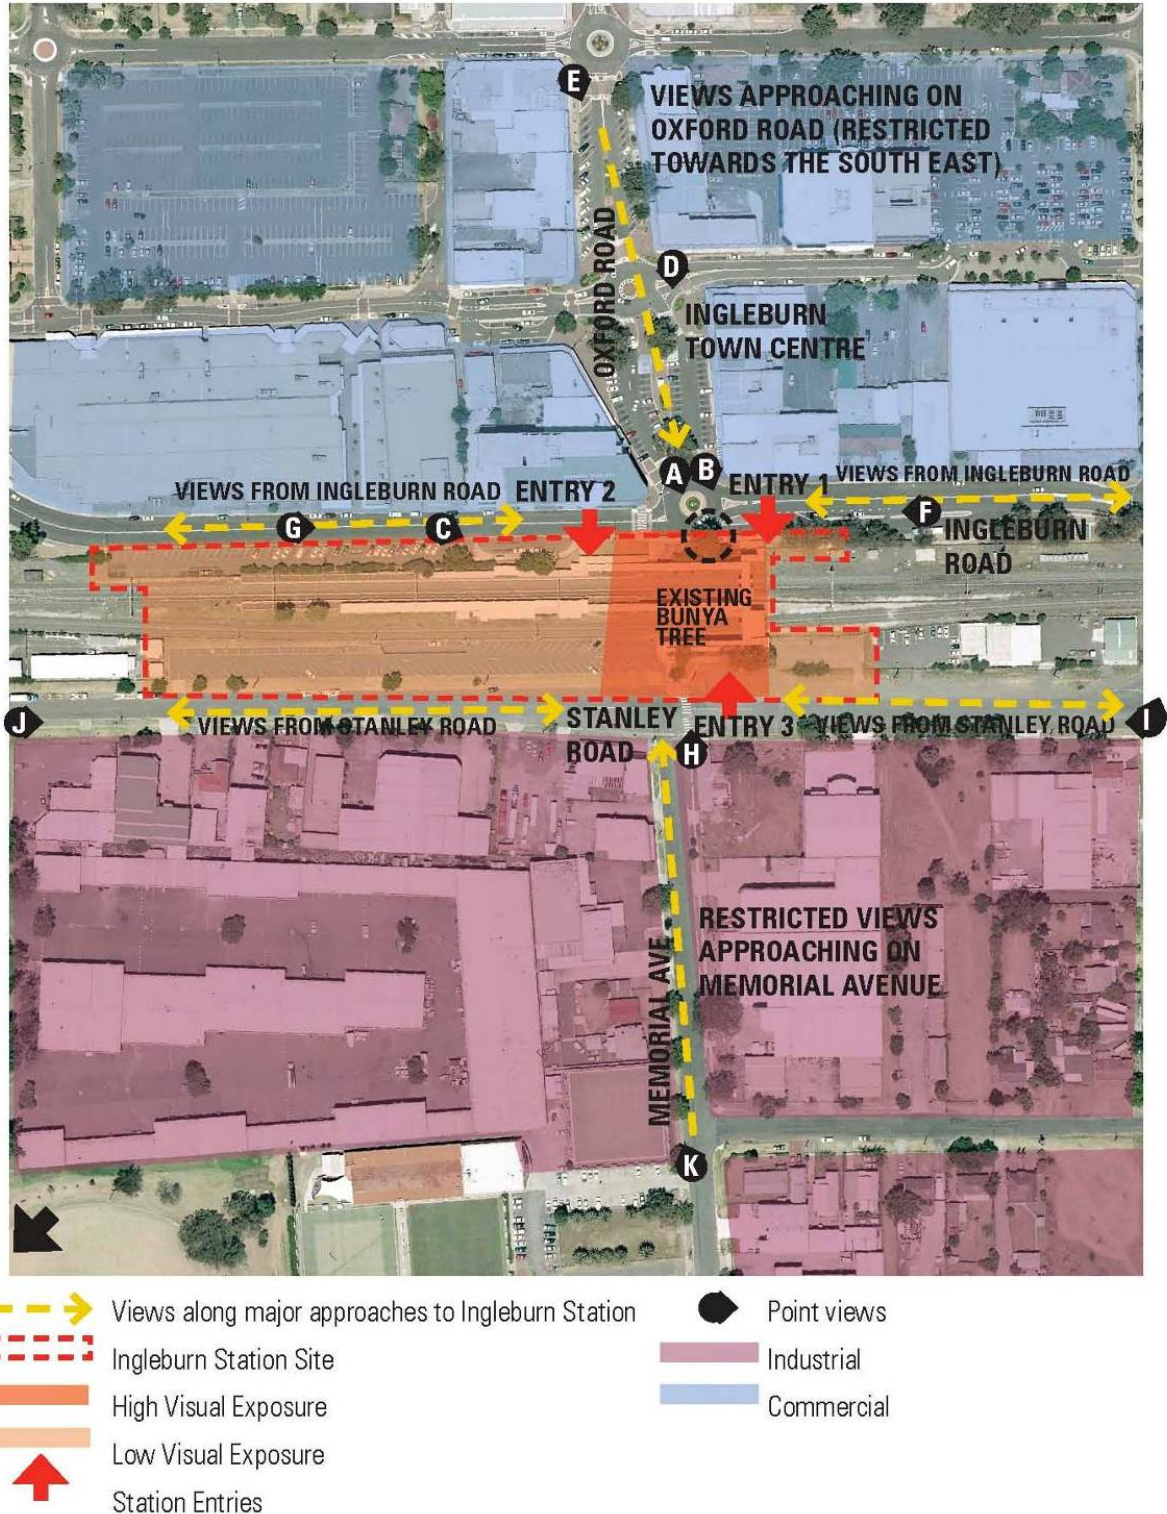 E
VIEWS APPROACHING ON
OXFORD ROAD (RESTRICTED
TOWARDS THE SOUTH EAST)
OXFORD ROAD
D
INGLEBURN
TOWN CENTRE
A
B
VIEWS FROM INGLEBURN ROAD
ENTRY 2
ENTRY 1
VIEWS FROM INGLEBURN ROAD
G
C
F
INGLEBURN
ROAD
EXISTING
BUNYA
TREE
J
VIEWS FROM STANLEY ROAD
STANLEY
ROAD
ENTRY 3
VIEWS FROM STANLEY ROAD
I
H
MEMORIAL AVE
RESTRICTED VIEWS
APPROACHING ON
MEMORIAL AVENUE
K
Views along major approaches to Ingleburn Station
Ingleburn Station Site
High Visual Exposure
Low Visual Exposure
Station Entries
Point views
Industrial
Commercial